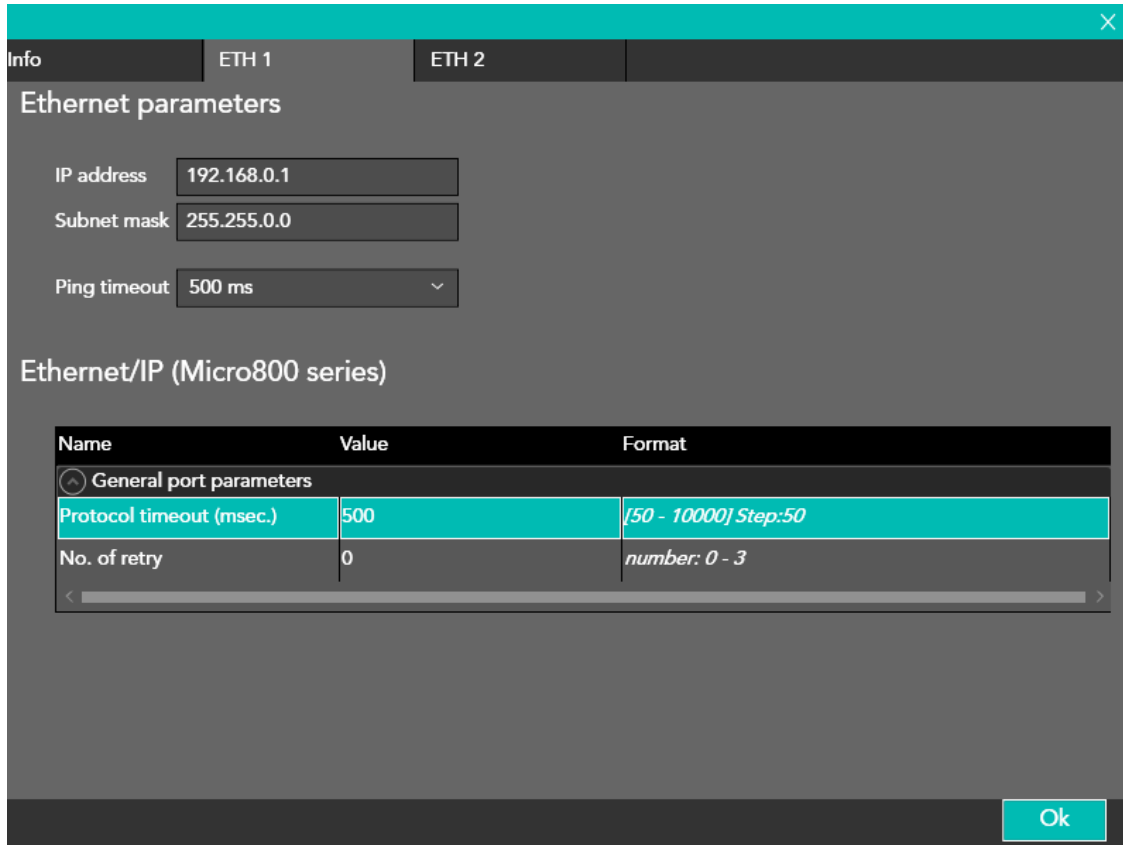 Info ETH 1 ETH 2
Ethernet parameters
IP address 192.168.0.1
Subnet mask 255.255.0.0
Ping timeout 500 ms
Ethernet/IP (Micro800 series)
Name Value Format
General port parameters
Protocol timeout (msec.) 500 [50 - 10000] Step:50
No. of retry 0 number: 0 - 3
Ok